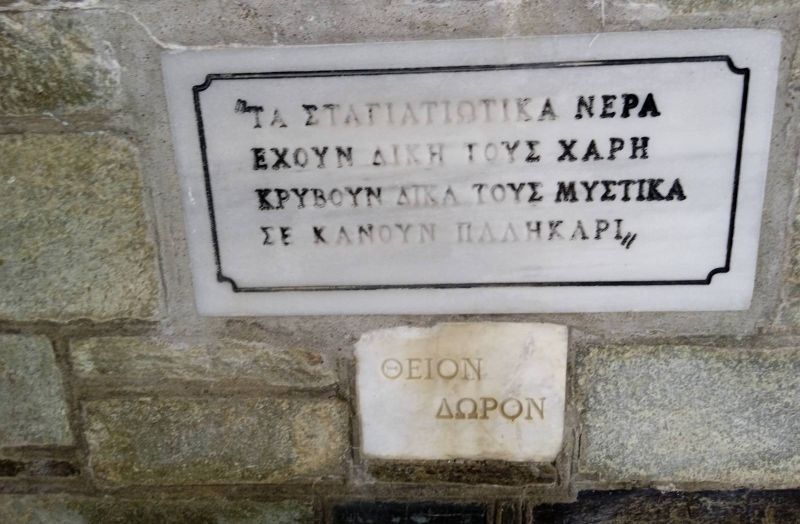 "ΤΑ ΣΤΑΓΙΑΤΙΩΤΙΚΑ ΝΕΡΑ
ΕΧΟΥΝ ΔΙΚΗ ΤΟΥΣ ΧΑΡΗ
ΚΡΥΒΟΥΝ ΔΙΚΑ ΤΟΥΣ ΜΥΣΤΙΚΑ
ΣΕ ΚΑΝΟΥΝ ΠΑΛΗΚΑΡΙ„
ΘΕΙΟΝ
ΔΩΡΟΝ